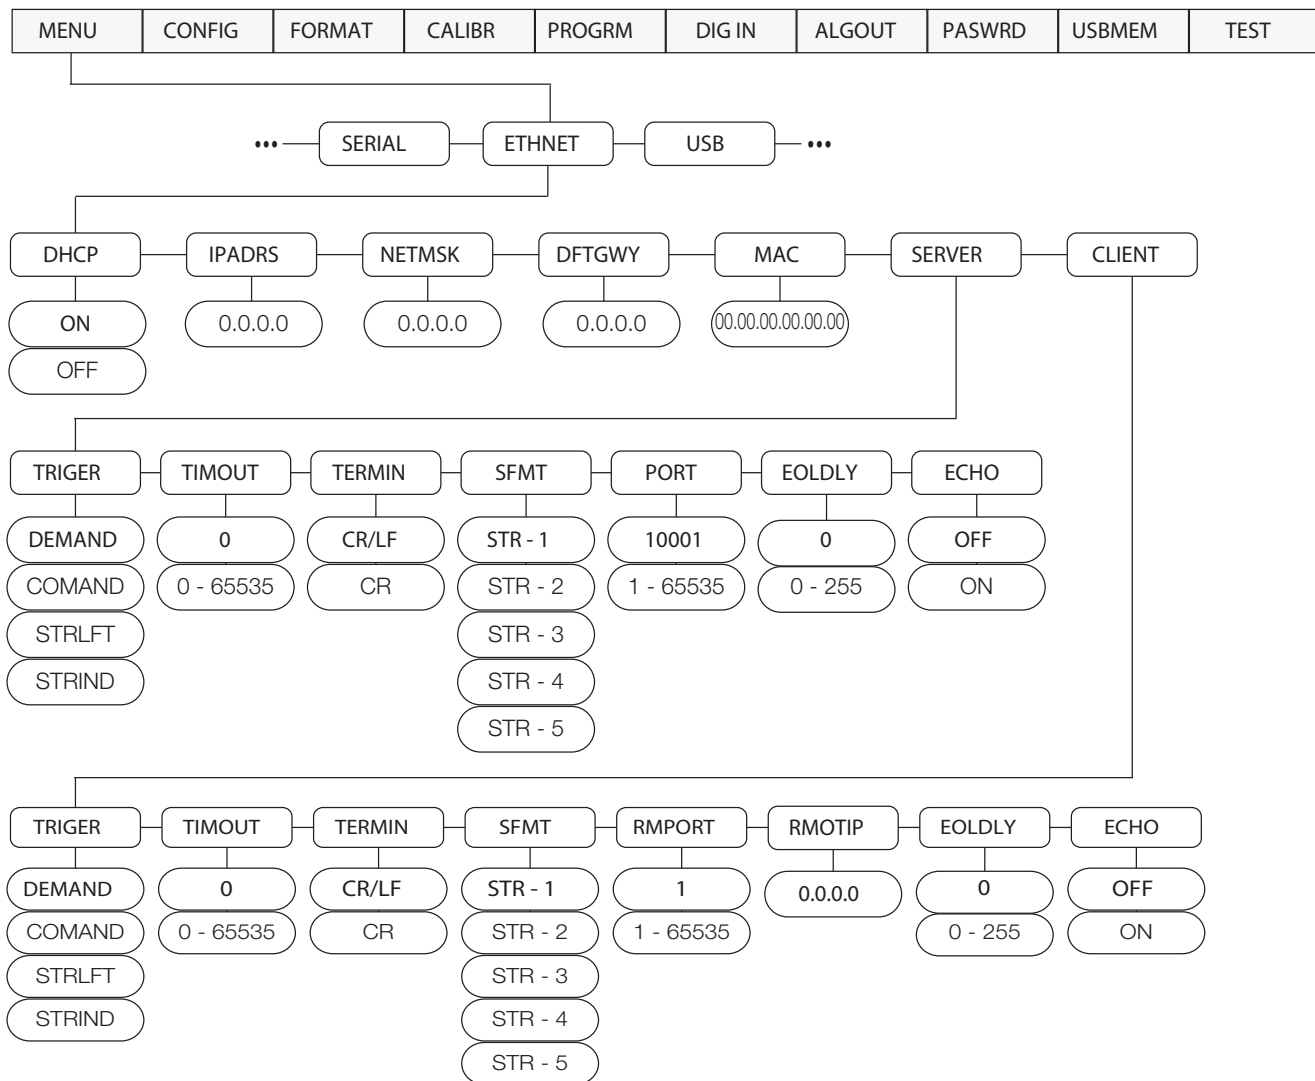 MENU CONFIG FORMAT CALIBR PROGRM DIG IN ALGOUT PASWRD USBMEM TEST
••• SERIAL ETHNET USB •••
DHCP IPADRS NETMSK DFTGWY MAC SERVER CLIENT
ON 0.0.0.0 0.0.0.0 0.0.0.0 00.00.00.00.00.00
OFF
TRIGER TIMOUT TERMIN SFMT PORT EOLDLY ECHO
DEMAND 0 CR/LF STR - 1 10001 0 OFF
COMAND 0 - 65535 CR STR - 2 1 - 65535 0 - 255 ON
STRLFT STR - 3
STRIND STR - 4
STR - 5
TRIGER TIMOUT TERMIN SFMT RMPORT RMOTIP EOLDLY ECHO
DEMAND 0 CR/LF STR - 1 1 0.0.0.0 0 OFF
COMAND 0 - 65535 CR STR - 2 1 - 65535 0 - 255 ON
STRLFT STR - 3
STRIND STR - 4
STR - 5